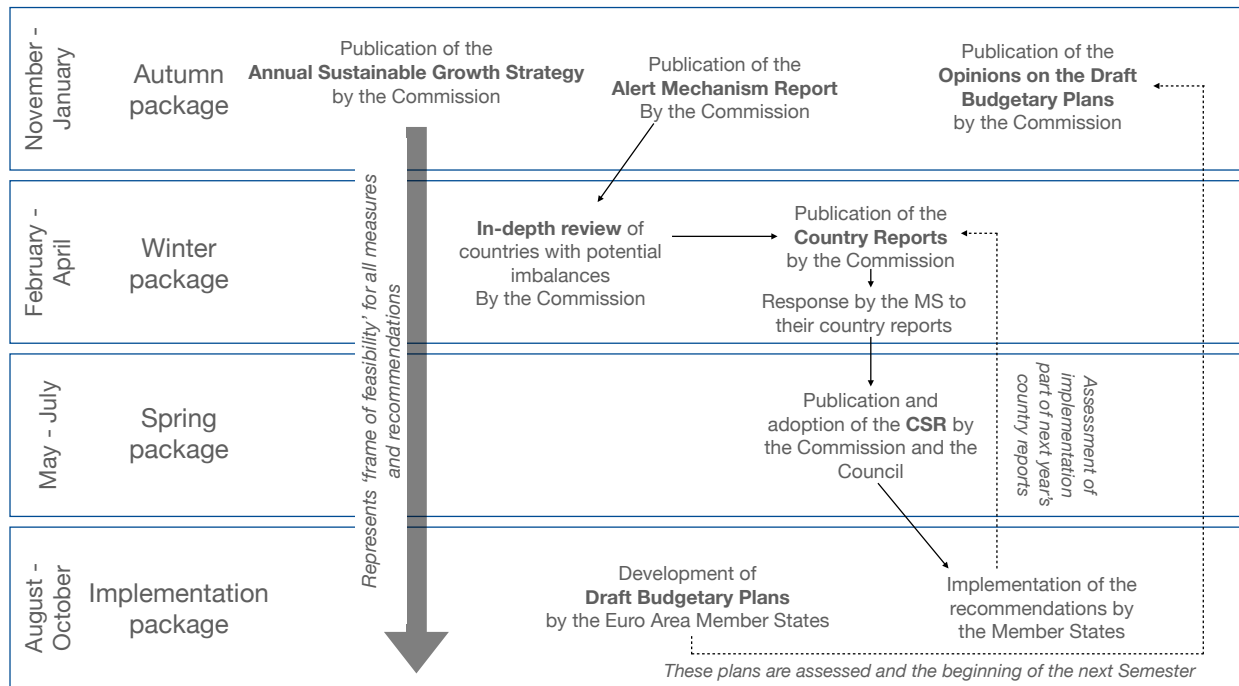 November -
January
Autumn
package
Publication of the
Annual Sustainable Growth Strategy
by the Commission
Publication of the
Alert Mechanism Report
By the Commission
Publication of the
Opinions on the Draft
Budgetary Plans
by the Commission
Represents ‘frame of feasibility’ for all measures
and recommendations
February -
April
Winter
package
In-depth review of
countries with potential
imbalances
By the Commission
Publication of the
Country Reports
by the Commission
Response by the MS to
their country reports
May - July
Spring
package
Publication and
adoption of the CSR by
the Commission and the
Council
Assessment of
implementation
part of next year’s
country reports
August -
October
Implementation
package
Development of
Draft Budgetary Plans
by the Euro Area Member States
Implementation of the
recommendations by
the Member States
These plans are assessed and the beginning of the next Semester